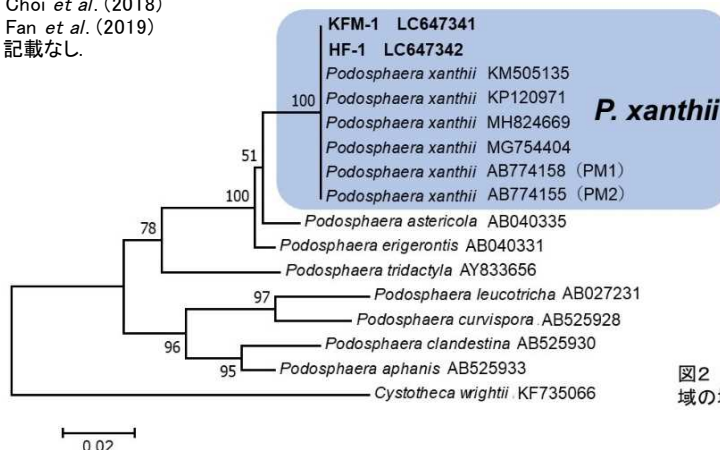 Choi et al. (2018)
Fan et al. (2019)
記載なし.
KFM-1 LC647341
HF-1 LC647342
Podosphaera xanthii KM505135
100
Podosphaera xanthii KP120971
P. xanthii
Podosphaera xanthii MH824669
Podosphaera xanthii MG754404
51
Podosphaera xanthii AB774158 (PM1)
100
Podosphaera xanthii AB774155 (PM2)
Podosphaera astericola AB040335
78
Podosphaera erigerontis AB040331
Podosphaera tridactyla AY833656
97
Podosphaera leucotricha AB027231
Podosphaera curvispora AB525928
96
Podosphaera clandestina AB525930
95
Podosphaera aphanis AB525933
図2
Cystotheca wrightii KF735066
0.02